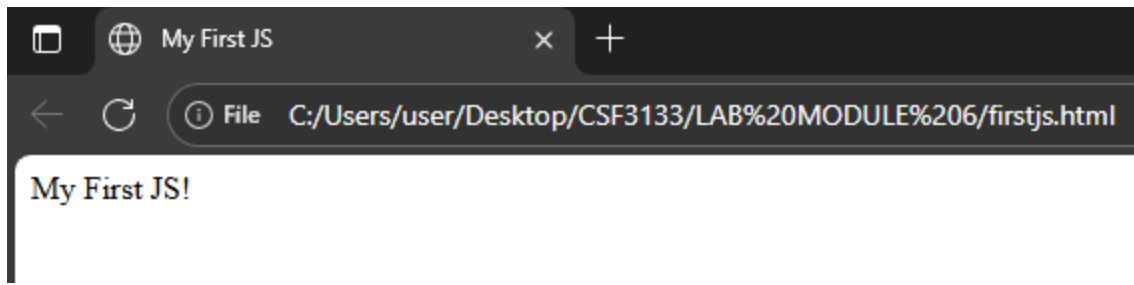 My First JS
File C:/Users/user/Desktop/CSF3133/LAB%20MODULE%206/firstjs.html
My First JS!